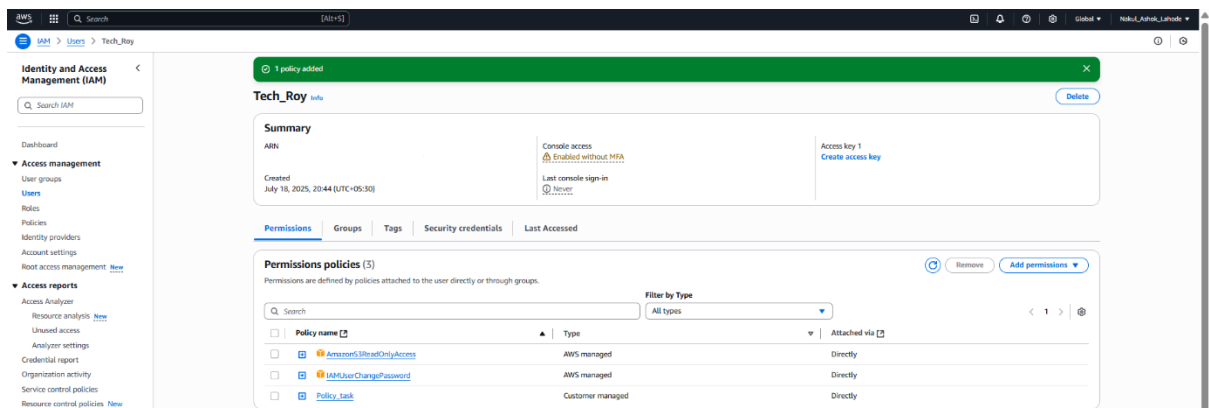 aws Search [Alt+S] Global Nakul_Ashok_Lahode
IAM > Users > Tech_Roy
Identity and Access Management (IAM)
Search IAM
Dashboard
Access management
User groups
Users
Roles
Policies
Identity providers
Account settings
Root access management New
Access reports
Access Analyzer
Resource analysis New
Unused access
Analyzer settings
Credential report
Organization activity
Service control policies
Resource control policies New
1 policy added
Tech_Roy Info Delete
Summary
ARN
Console access
Enabled without MFA
Access key 1
Create access key
Created
July 18, 2025, 20:44 (UTC+05:30)
Last console sign-in
Never
Permissions Groups Tags Security credentials Last Accessed
Permissions policies (3) Remove Add permissions
Permissions are defined by policies attached to the user directly or through groups.
Filter by Type
Search All types 1
Policy name Type Attached via
AmazonS3ReadOnlyAccess AWS managed Directly
IAMUserChangePassword AWS managed Directly
Policy_task Customer managed Directly